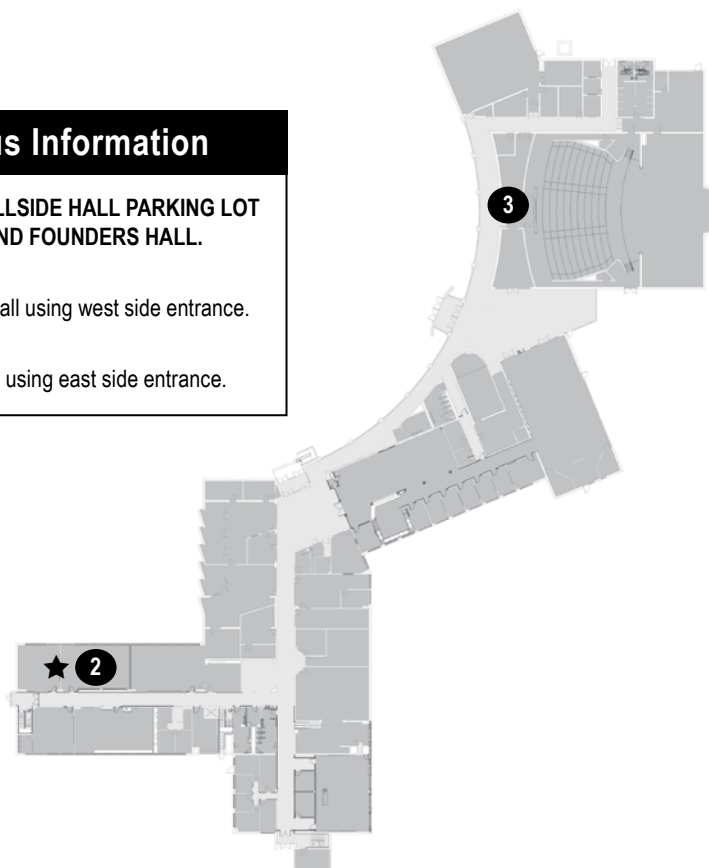 s Information
LLSIDE HALL PARKING LOT
ND FOUNDERS HALL.
all using west side entrance.
using east side entrance.
3
2